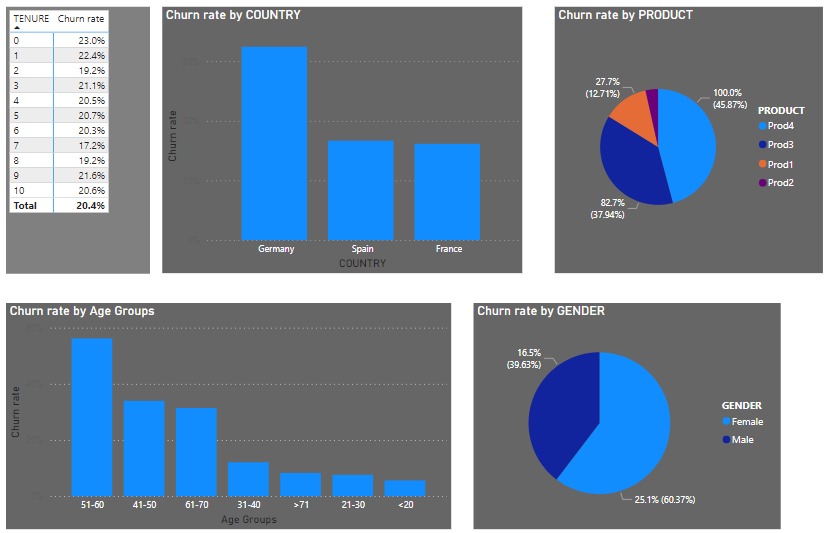 TENURE Churn rate
0 23.0%
1 22.4%
2 19.2%
3 21.1%
4 20.5%
5 20.7%
6 20.3%
7 17.2%
8 19.2%
9 21.6%
10 20.6%
Total 20.4%
Churn rate by COUNTRY
Churn rate
Germany Spain France
COUNTRY
Churn rate by PRODUCT
27.7%
(12.71%)
100.0%
(45.87%)
82.7%
(37.94%)
PRODUCT
Prod4
Prod3
Prod1
Prod2
Churn rate by Age Groups
Churn rate
51-60 41-50 61-70 31-40 >71 21-30 <20
Age Groups
Churn rate by GENDER
16.5%
(39.63%)
25.1% (60.37%)
GENDER
Female
Male